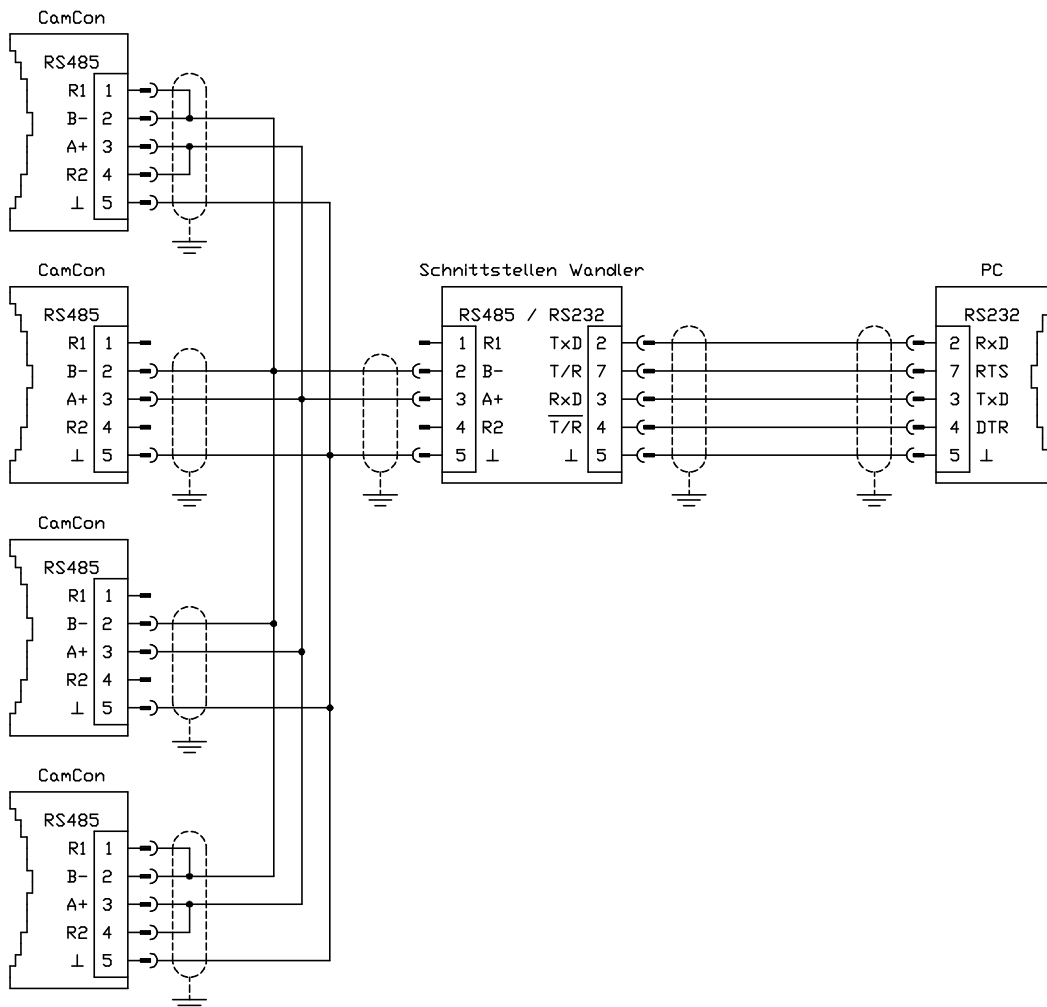 CamCon
RS485
R1 1
B- 2
A+ 3
R2 4
⊥ 5
CamCon
RS485
R1 1
B- 2
A+ 3
R2 4
⊥ 5
Schnittstellen Wandler
RS485 / RS232
1 R1 TxD 2
2 B- T/R 7
3 A+ RxD 3
4 R2 T/R 4
5 ⊥ ⊥ 5
PC
RS232
2 RxD
7 RTS
3 TxD
4 DTR
5 ⊥
CamCon
RS485
R1 1
B- 2
A+ 3
R2 4
⊥ 5
CamCon
RS485
R1 1
B- 2
A+ 3
R2 4
⊥ 5